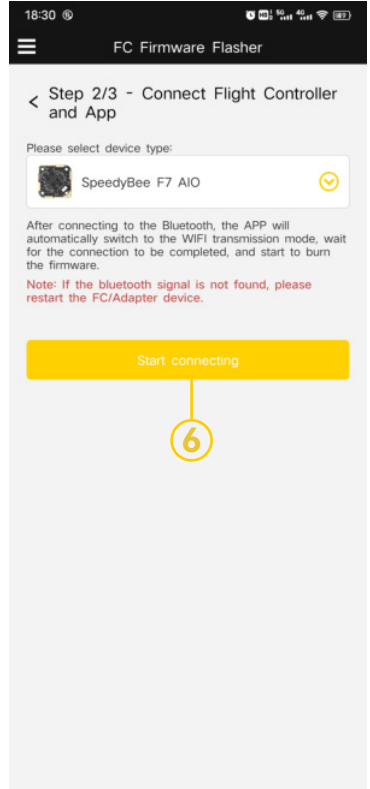 18:30
5G 4G
FC Firmware Flasher
Step 2/3 - Connect Flight Controller
and App
Please select device type:
SpeedyBee F7 AIO
After connecting to the Bluetooth, the APP will
automatically switch to the WIFI transmission mode, wait
for the connection to be completed, and start to burn
the firmware.
Note: If the bluetooth signal is not found, please
restart the FC/Adapter device.
Start connecting
6